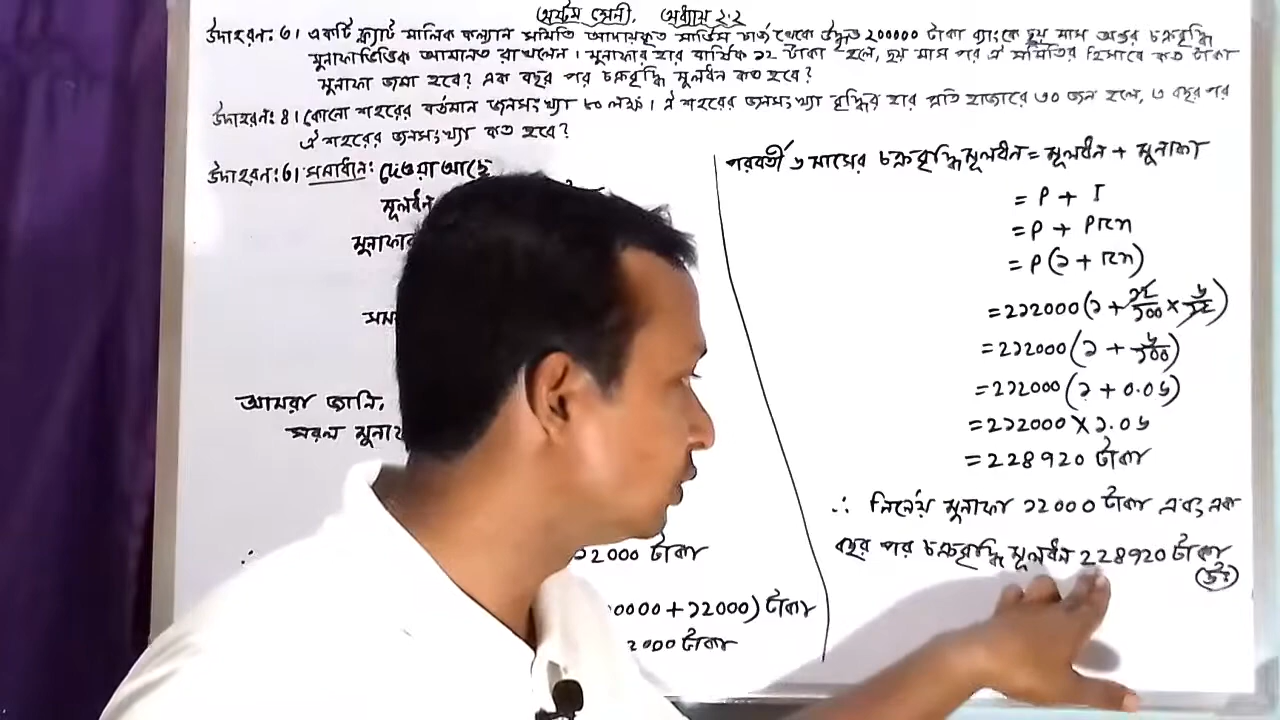 অষ্টম শ্রেণী, অধ্যায় ২.২
উদাহরণ: ৩। একটি ফ্ল্যাট মালিক কল্যান সমিতি আদায়কৃত সার্ভিস চার্জ থেকে উদ্বৃত্ত ২০০০০০ টাকা ব্যাংকে ছয় মাস অন্তর চক্রবৃদ্ধি
মুনাফাভিত্তিক আমানত রাখলেন। মুনাফার হার বার্ষিক ১২ টাকা হলে, ছয় মাস পর ঐ সমিতির হিসাবে কত টাকা
মুনাফা জমা হবে? এক বছর পর চক্রবৃদ্ধি মূলধন কত হবে?
উদাহরণ: ৪। কোনো শহরের বর্তমান জনসংখ্যা ৮০ লক্ষ। ঐ শহরের জনসংখ্যা বৃদ্ধির হার প্রতি হাজারে ৩০ জন হলে, ৩ বছর পর
ঐ শহরের জনসংখ্যা কত হবে?
উদাহরণ: ৩। সমাধান: দেওয়া আছে
মূলধন
মুনাফার
আমরা জানি,
সরল
১২০০০ টাকা
০০০০ + ১২০০০) টাকা
২০০০ টাকা
পরবর্তী ৬ মাসের চক্রবৃদ্ধি মূলধন = মূলধন + মুনাফা
= P + I
= P + Prn
= P(১ + rn)
= ২১২০০০ (১ + ১২/১০০ × ৬/১২)
= ২১২০০০ (১ + ৬/১০০)
= ২১২০০০ (১ + ০.০৬)
= ২১২০০০ × ১.০৬
= ২২৪৭২০ টাকা
∴ নির্ণেয় মুনাফা ১২০০০ টাকা এবং এক
বছর পর চক্রবৃদ্ধি মূলধন ২২৪৭২০ টাকা
উঃ